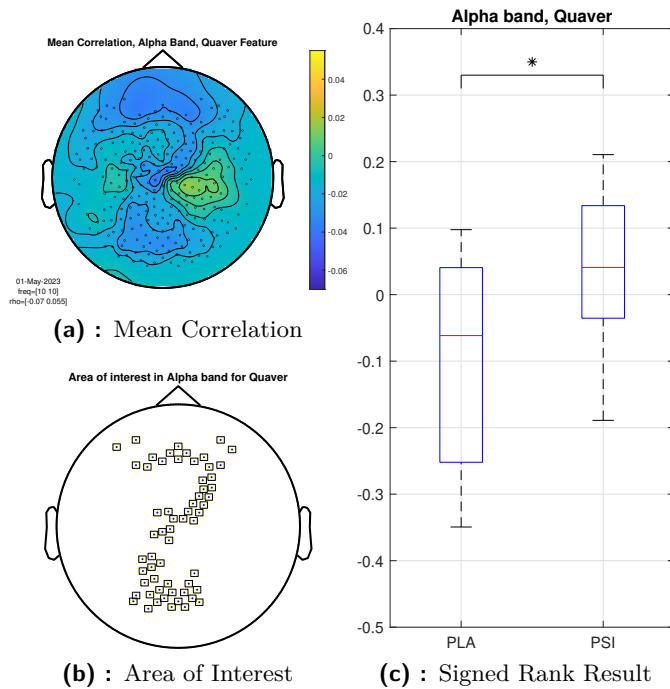 Mean Correlation, Alpha Band, Quaver Feature
0.04
0.02
0
-0.02
-0.04
-0.06
01-May-2023
freq=[10 10]
rho=[-0.07 0.055]
(a) : Mean Correlation
Area of interest in Alpha band for Quaver
(b) : Area of Interest
Alpha band, Quaver
0.4
0.3
0.2
0.1
0
-0.1
-0.2
-0.3
-0.4
-0.5
*
PLA PSI
(c) : Signed Rank Result